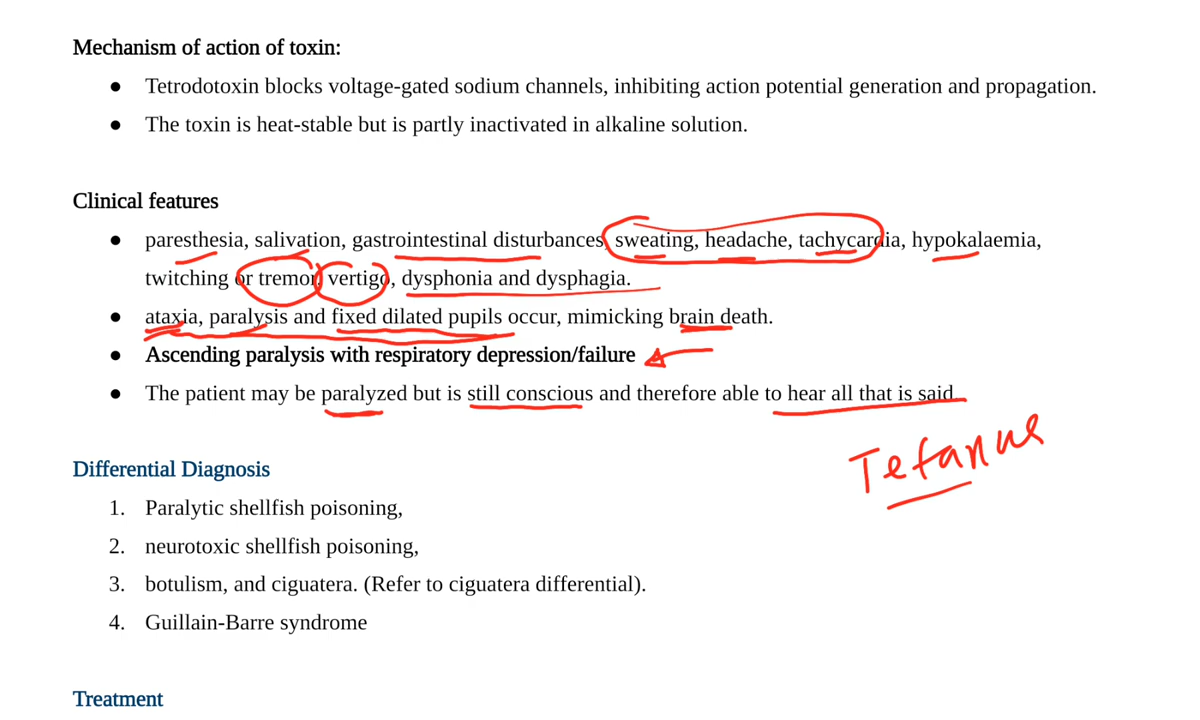 Mechanism of action of toxin:
● Tetrodotoxin blocks voltage-gated sodium channels, inhibiting action potential generation and propagation.
● The toxin is heat-stable but is partly inactivated in alkaline solution.
Clinical features
● paresthesia, salivation, gastrointestinal disturbances, sweating, headache, tachycardia, hypokalaemia,
twitching or tremor, vertigo, dysphonia and dysphagia.
● ataxia, paralysis and fixed dilated pupils occur, mimicking brain death.
● Ascending paralysis with respiratory depression/failure
● The patient may be paralyzed but is still conscious and therefore able to hear all that is said.
Tetanus
Differential Diagnosis
1. Paralytic shellfish poisoning,
2. neurotoxic shellfish poisoning,
3. botulism, and ciguatera. (Refer to ciguatera differential).
4. Guillain-Barre syndrome
Treatment